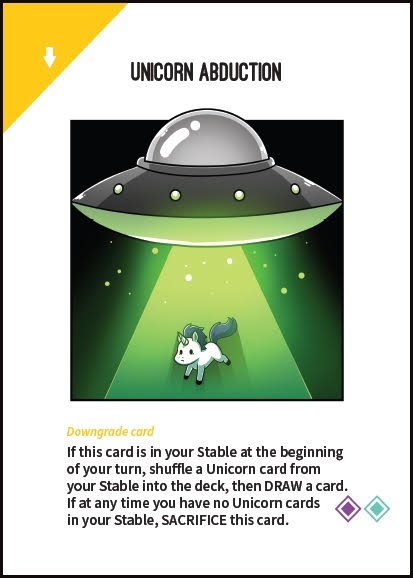 UNICORN ABDUCTION
Downgrade card
If this card is in your Stable at the beginning
of your turn, shuffle a Unicorn card from
your Stable into the deck, then DRAW a card.
If at any time you have no Unicorn cards
in your Stable, SACRIFICE this card.